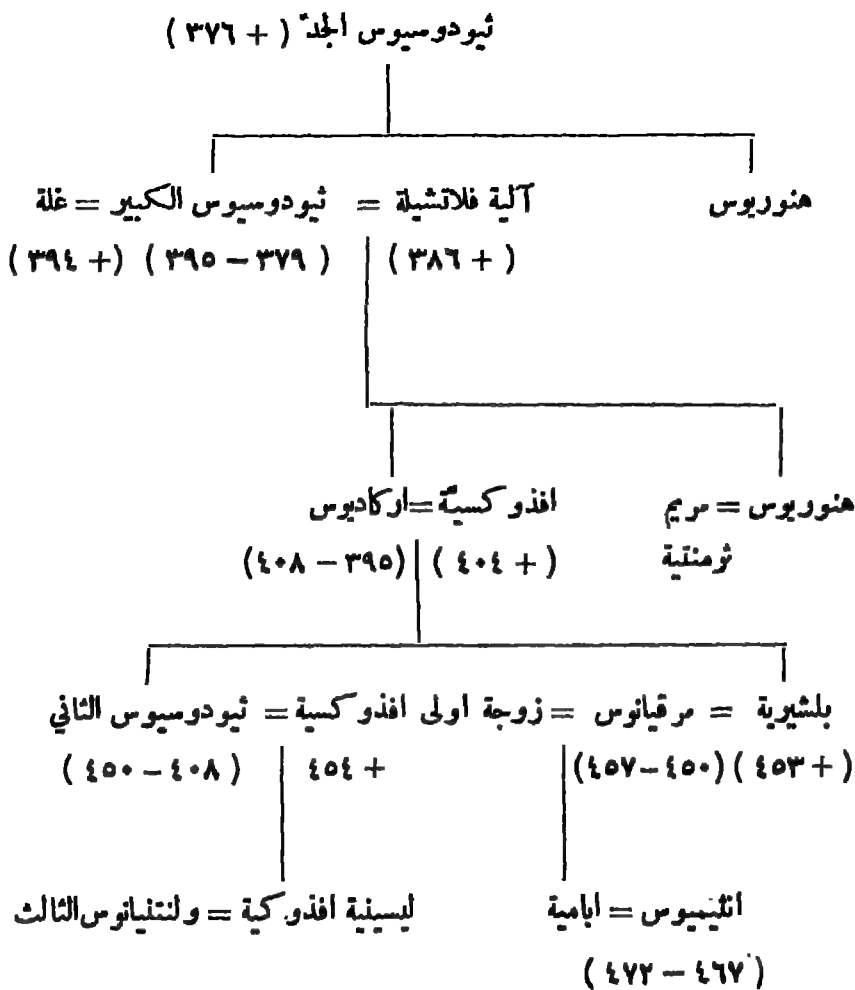 ثيودوسيوس الجدّ ( + ٣٧٦ )
هنوريوس آلية فلاتشيلة = ثيودوسيوس الكبير = غلة
( + ٣٨٦ ) ( ٣٧٩ – ٣٩٥ ) ( + ٣٩٤ )
هنوريوس = مريم افذوكسيّة = اركاديوس
ثرمنتية ( + ٤٠٤ ) ( ٣٩٥ – ٤٠٨ )
بلشيرية = مرقيانوس = زوجة اولى افذوكسية = ثيودوسيوس الثاني
( + ٤٥٣ ) ( ٤٥٠ – ٤٥٧ ) + ٤٥٤ ( ٤٠٨ – ٤٥٠ )
انثيميوس = ابامية ليسينية افذوكية = ولنتنيانوس الثالث
( ٤٦٧ – ٤٧٢ )